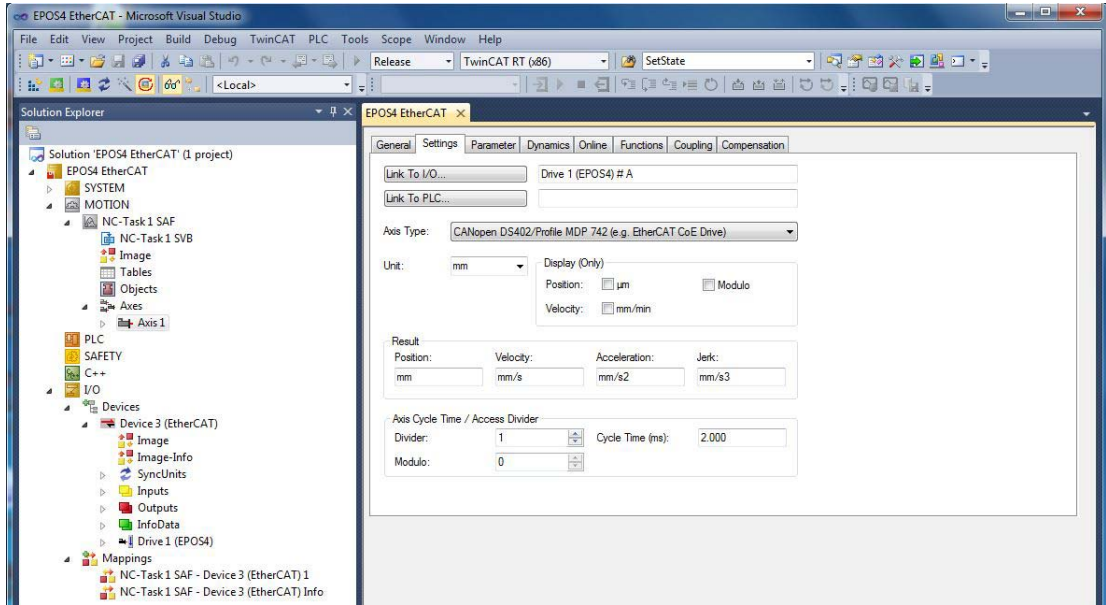 EPOS4 EtherCAT - Microsoft Visual Studio
File Edit View Project Build Debug TwinCAT PLC Tools Scope Window Help
Release TwinCAT RT (x86) SetState
<Local>
Solution Explorer
EPOS4 EtherCAT
Solution 'EPOS4 EtherCAT' (1 project)
EPOS4 EtherCAT
SYSTEM
MOTION
NC-Task 1 SAF
NC-Task 1 SVB
Image
Tables
Objects
Axes
Axis 1
PLC
SAFETY
C++
I/O
Devices
Device 3 (EtherCAT)
Image
Image-Info
SyncUnits
Inputs
Outputs
InfoData
Drive 1 (EPOS4)
Mappings
NC-Task 1 SAF - Device 3 (EtherCAT) 1
NC-Task 1 SAF - Device 3 (EtherCAT) Info
General Settings Parameter Dynamics Online Functions Coupling Compensation
Link To I/O... Drive 1 (EPOS4) # A
Link To PLC...
Axis Type: CANopen DS402/Profile MDP 742 (e.g. EtherCAT CoE Drive)
Unit: mm Display (Only)
Position: µm Modulo
Velocity: mm/min
Result
Position: Velocity: Acceleration: Jerk:
mm mm/s mm/s2 mm/s3
Axis Cycle Time / Access Divider
Divider: 1 Cycle Time (ms): 2.000
Modulo: 0